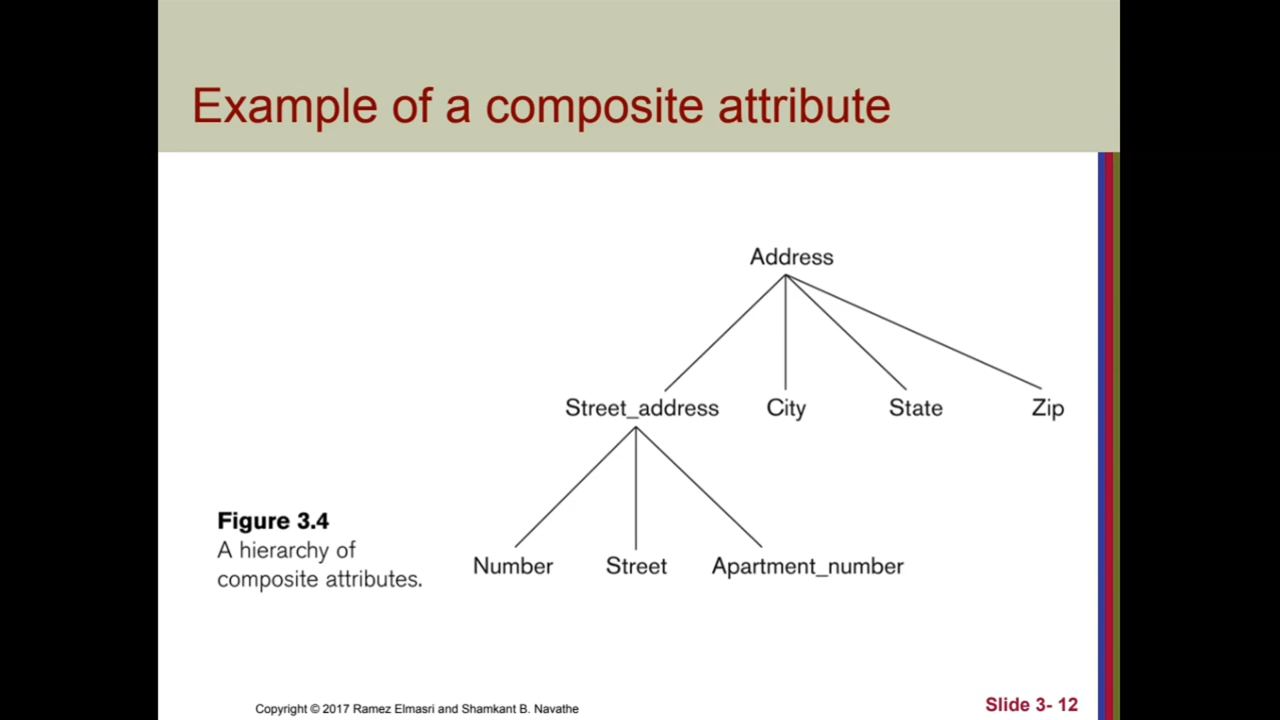 Example of a composite attribute
Address
Street_address City State Zip
Number Street Apartment_number
Figure 3.4
A hierarchy of
composite attributes.
Copyright © 2017 Ramez Elmasri and Shamkant B. Navathe
Slide 3- 12